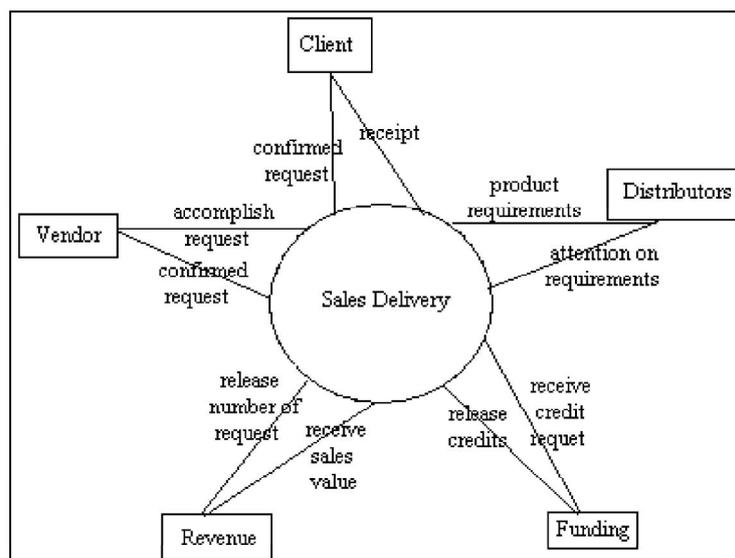 Client
confirmed
request
receipt
product
requirements
Distributors
accomplish
request
Vendor
confirmed
request
attention on
requirements
Sales Delivery
release
number of
request
receive
sales
value
release
credits
receive
credit
requet
Revenue
Funding